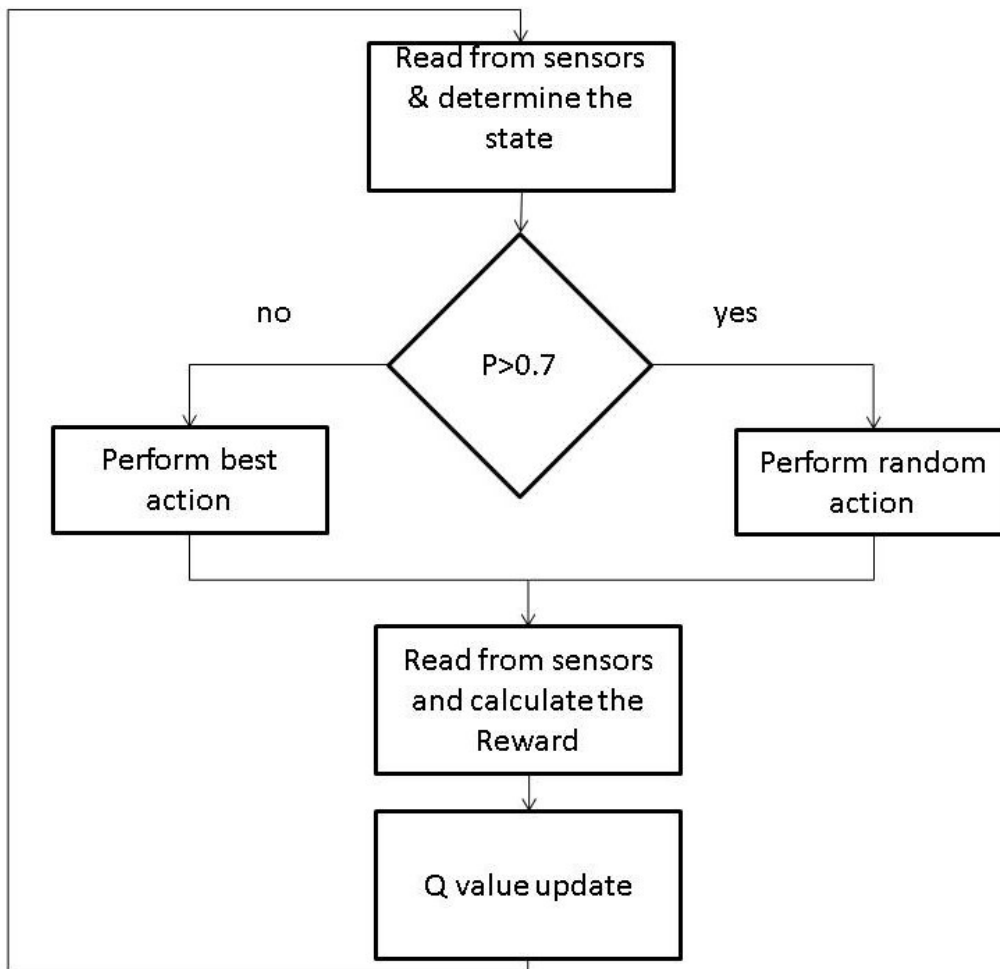 Read from sensors
& determine the
state
no
yes
P>0.7
Perform best
action
Perform random
action
Read from sensors
and calculate the
Reward
Q value update